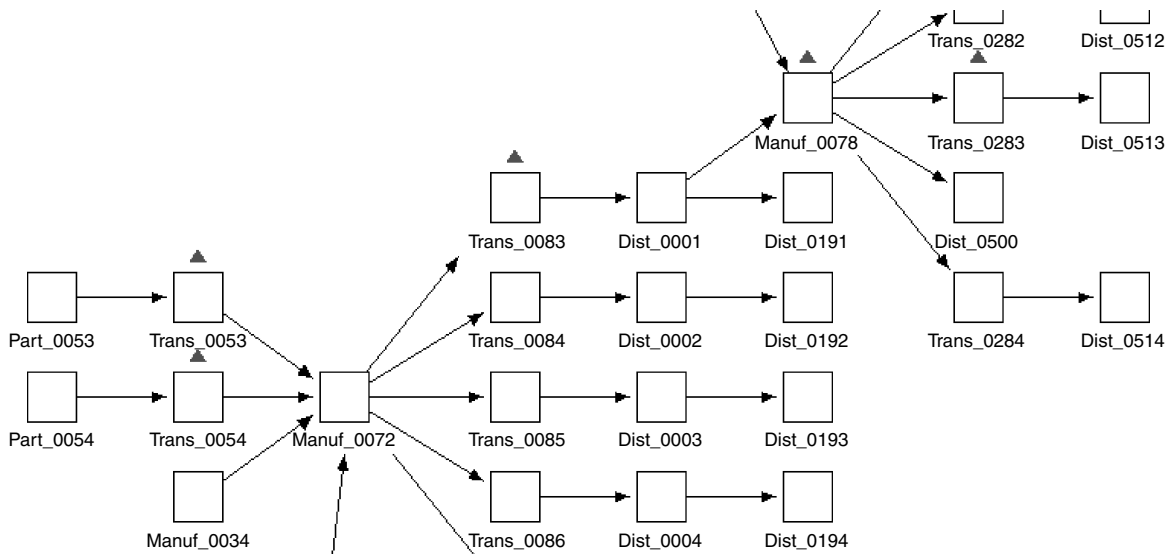 Trans_0282 Dist_0512
Manuf_0078 Trans_0283 Dist_0513
Trans_0083 Dist_0001 Dist_0191 Dist_0500
Part_0053 Trans_0053 Trans_0084 Dist_0002 Dist_0192 Trans_0284 Dist_0514
Part_0054 Trans_0054 Manuf_0072 Trans_0085 Dist_0003 Dist_0193
Manuf_0034 Trans_0086 Dist_0004 Dist_0194